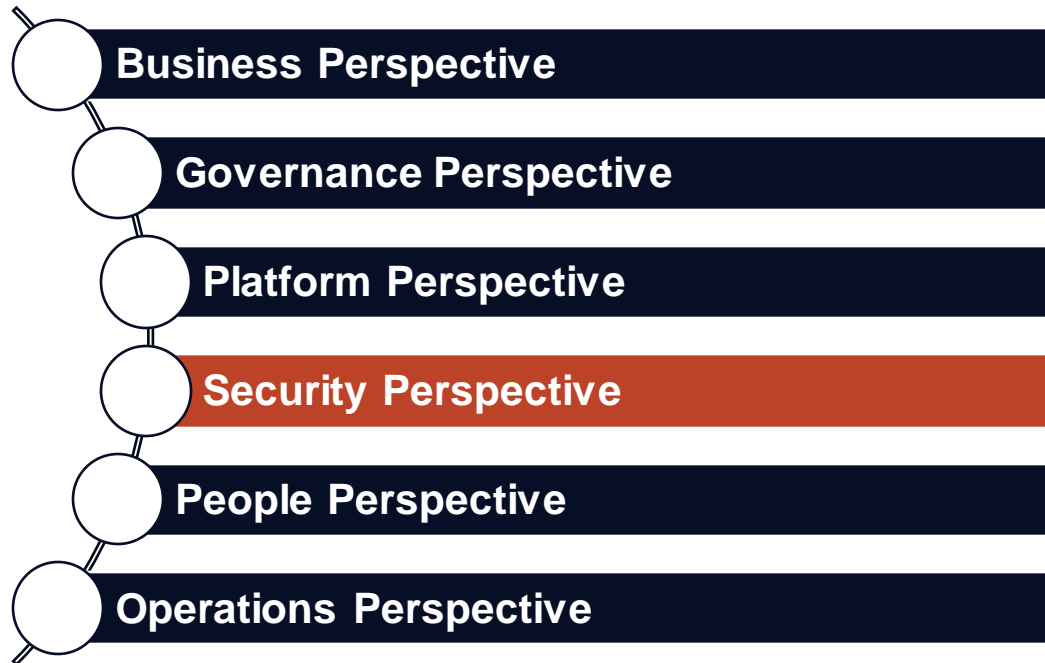 Business Perspective
Governance Perspective
Platform Perspective
Security Perspective
People Perspective
Operations Perspective